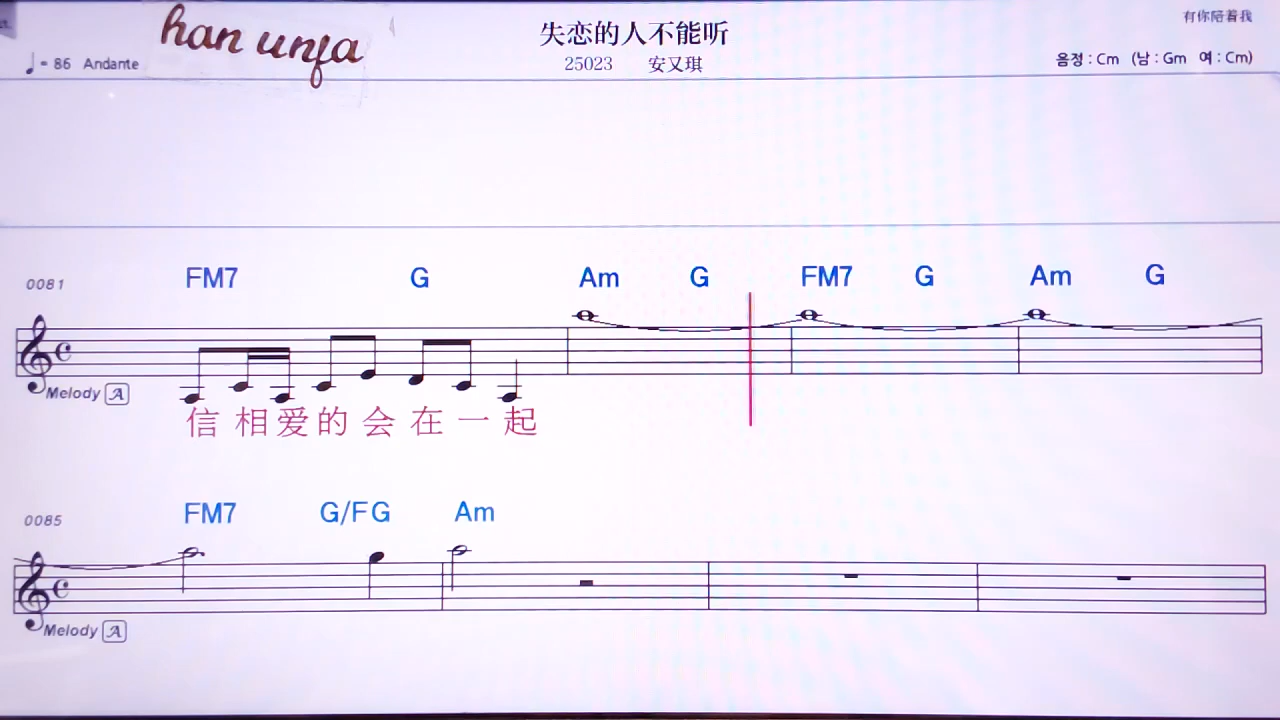 han unfa
失恋的人不能听
有你陪着我
♩= 86 Andante
25023 安又琪
음정 : Cm (남 : Gm 여 : Cm)
0081 FM7 G Am G FM7 G Am G
Melody A
信 相 爱 的 会 在 一 起
0085 FM7 G/F G Am
Melody A